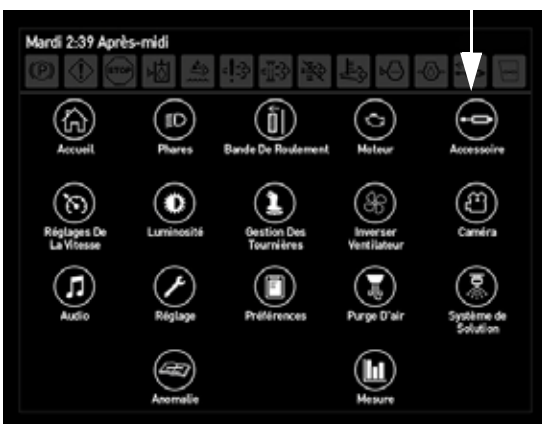 Mardi 2:39 Après-midi
(P) STOP
Accueil Phares Bande De Roulement Moteur Accessoire
Réglages De La Vitesse Luminosité Gestion Des Tournières Inverser Ventilateur Caméra
Audio Réglage Préférences Purge D'air Système de Solution
Anomalie Mesure